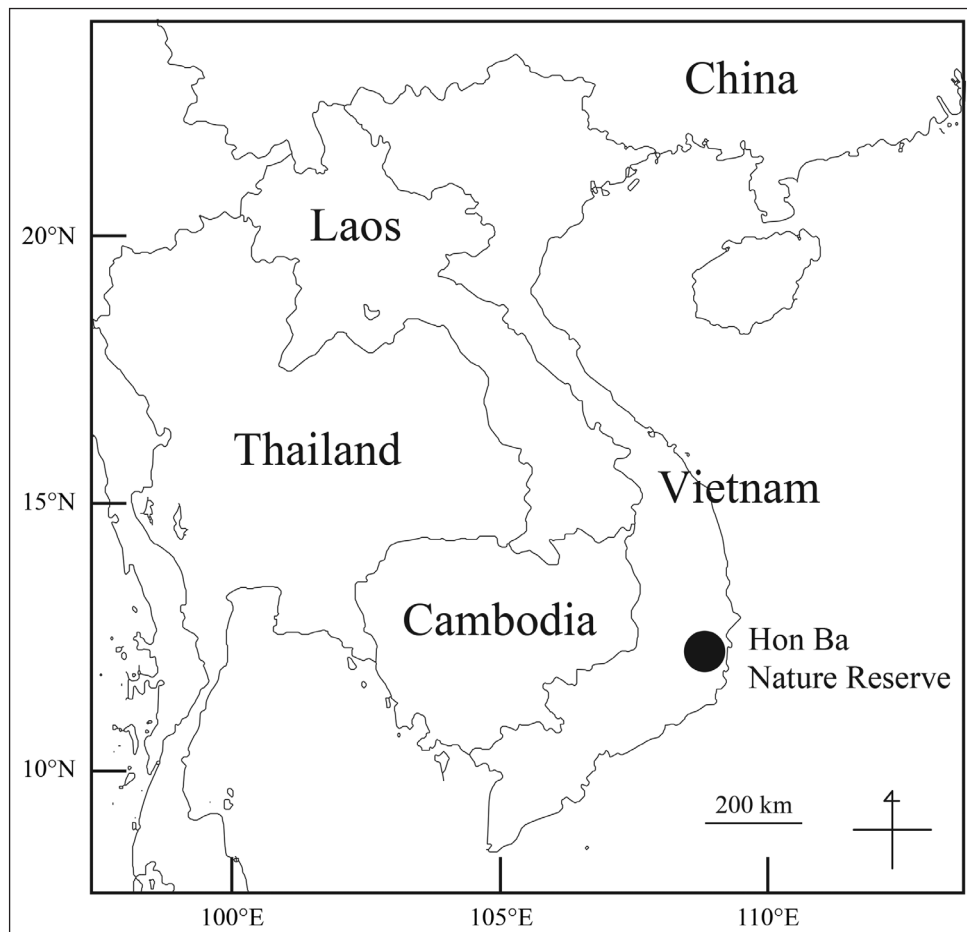 China
Laos
20°N
Thailand
Vietnam
15°N
Cambodia
Hon Ba
Nature Reserve
10°N
200 km
100°E
105°E
110°E